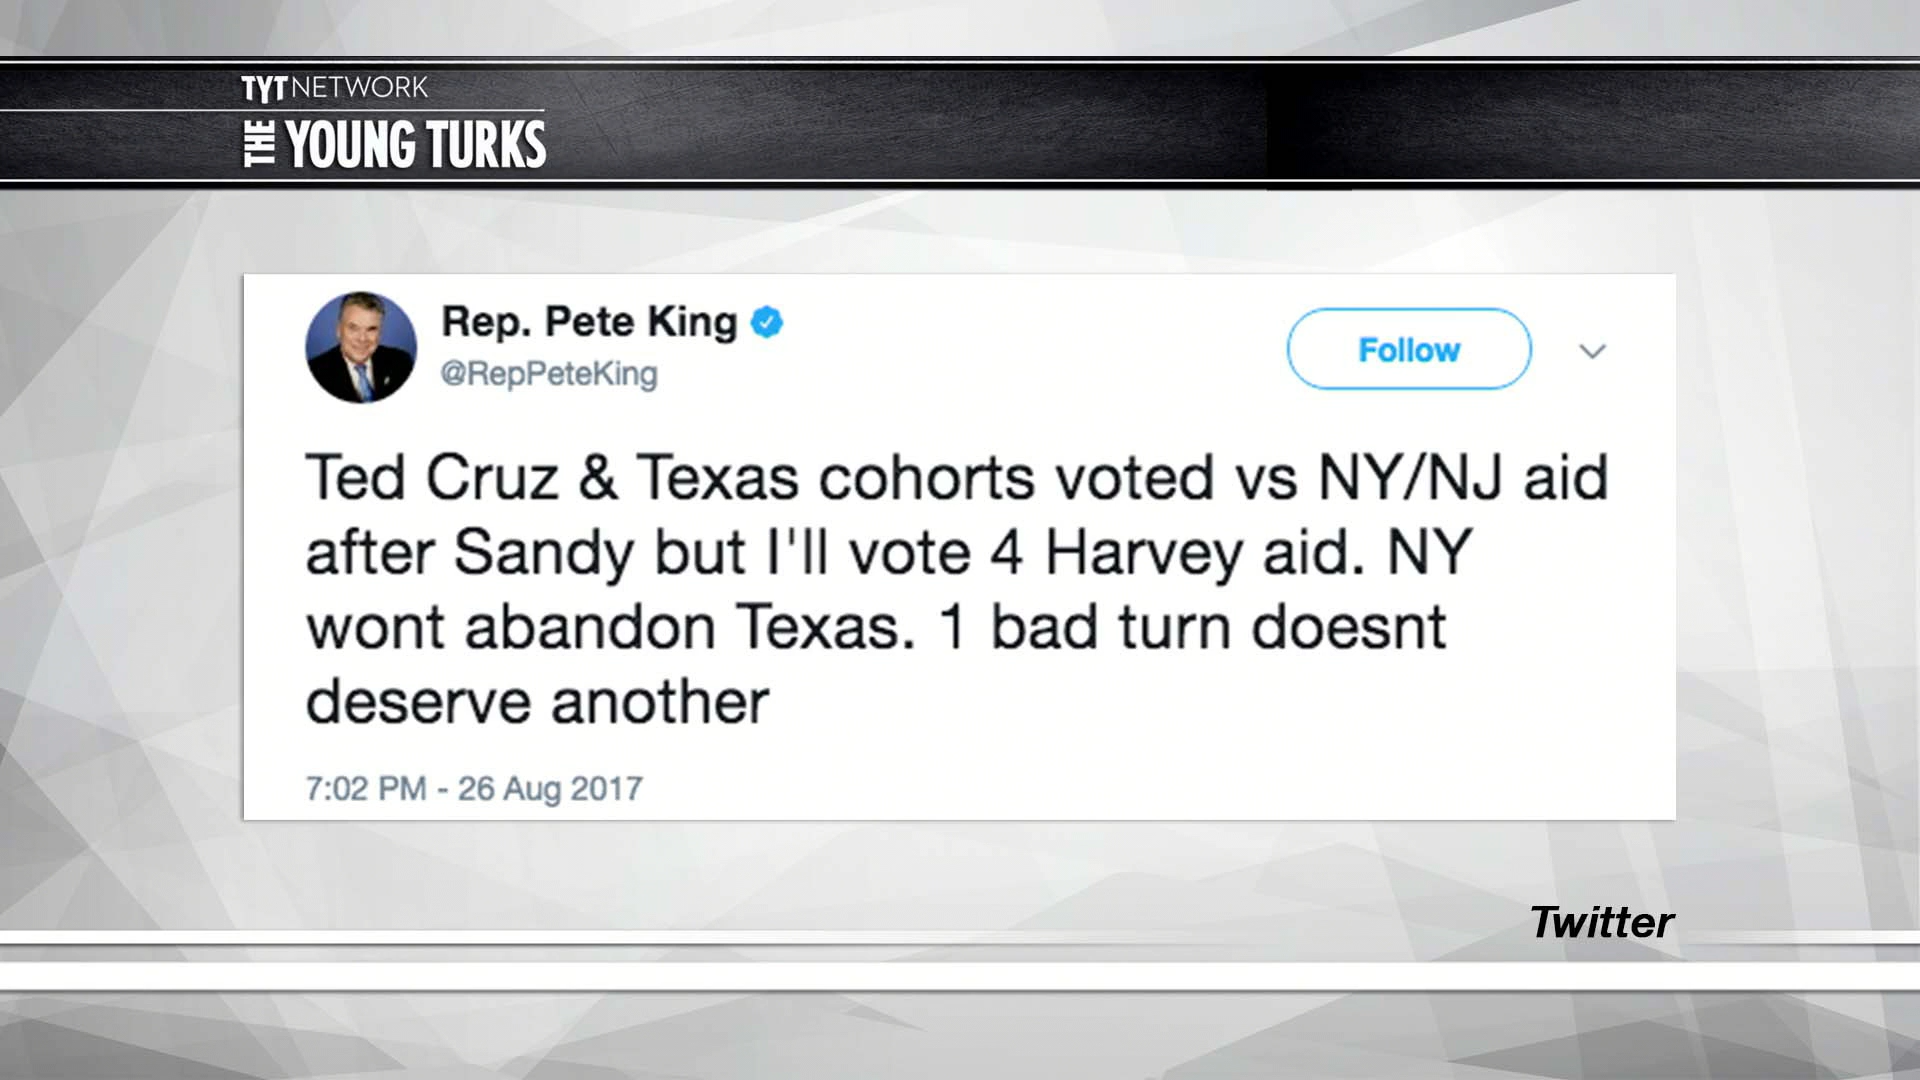 TYT NETWORK
THE YOUNG TURKS
Rep. Pete King
@RepPeteKing
Follow
Ted Cruz & Texas cohorts voted vs NY/NJ aid
after Sandy but I'll vote 4 Harvey aid. NY
wont abandon Texas. 1 bad turn doesnt
deserve another
7:02 PM - 26 Aug 2017
Twitter